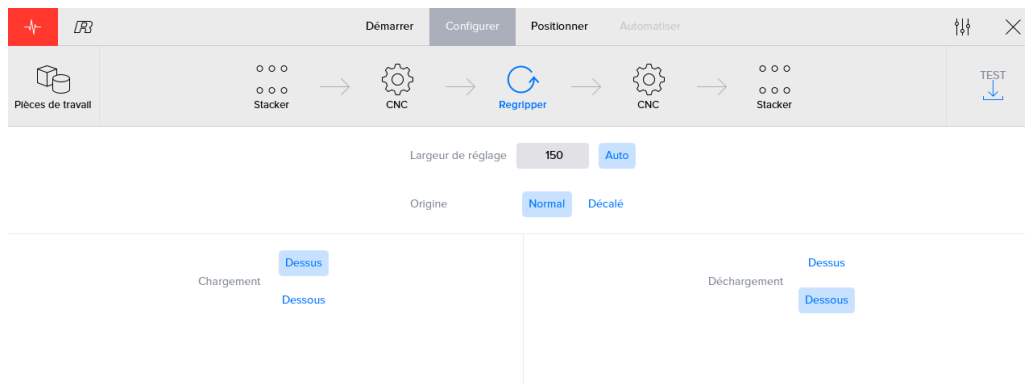 Démarrer Configurer Positionner Automatiser
Pièces de travail Stacker CNC Regripper CNC Stacker TEST
Largeur de réglage 150 Auto
Origine Normal Décalé
Chargement Dessus Dessous
Déchargement Dessus Dessous